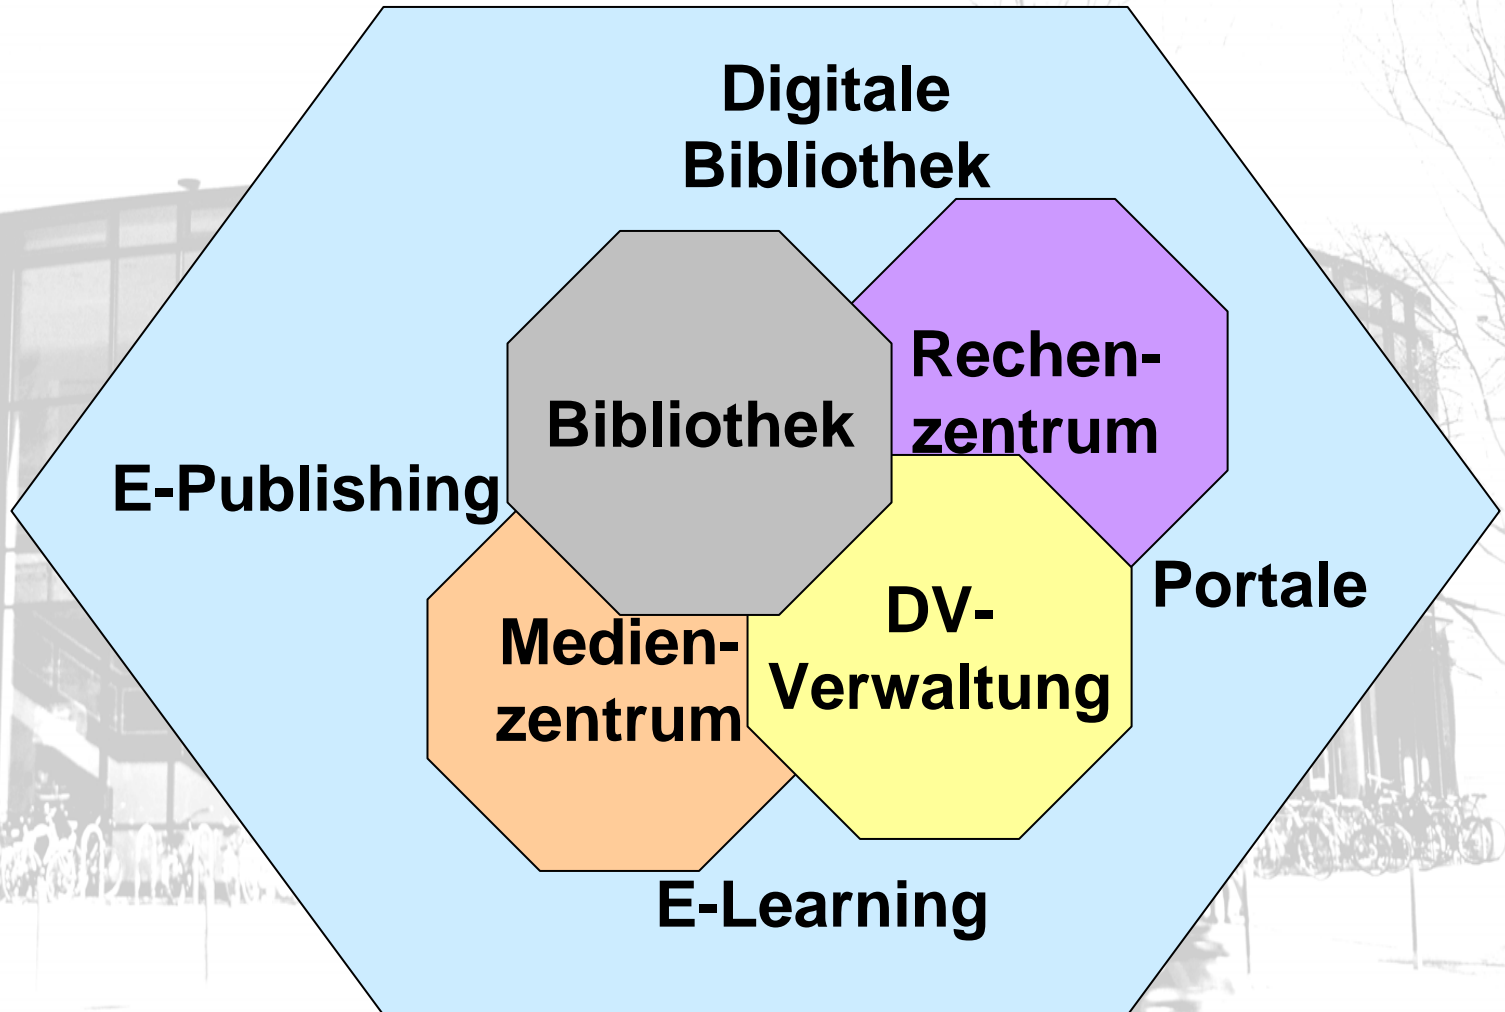 Digitale
Bibliothek
Rechen-
zentrum
Bibliothek
E-Publishing
Portale
DV-
Verwaltung
Medien-
zentrum
E-Learning